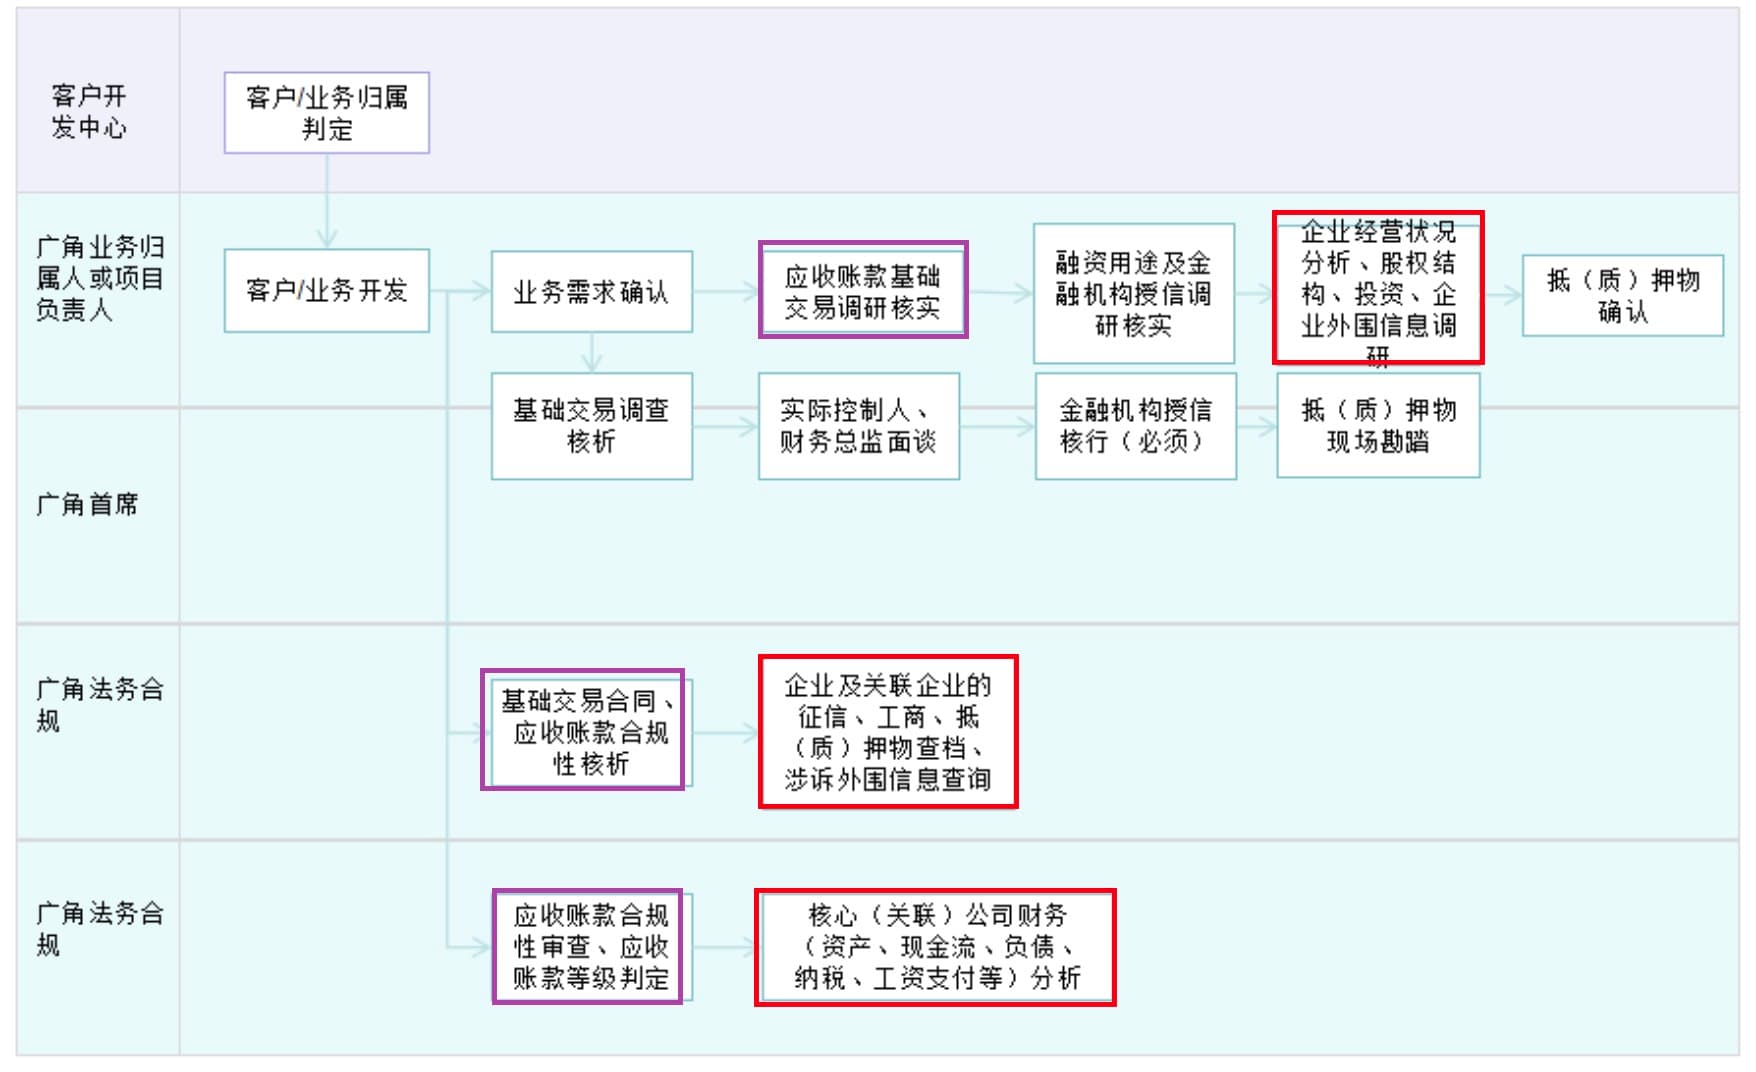 客户开
发中心
客户/业务归属
判定
广角业务归
属人或项目
负责人
客户/业务开发
业务需求确认
应收账款基础
交易调研核实
融资用途及金
融机构授信调
研核实
企业经营状况
分析、股权结
构、投资、企
业外围信息调
研
抵（质）押物
确认
基础交易调查
核析
实际控制人、
财务总监面谈
金融机构授信
核行（必须）
抵（质）押物
现场勘踏
广角首席
广角法务合
规
基础交易合同、
应收账款合规
性核析
企业及关联企业的
征信、工商、抵
（质）押物查档、
涉诉外围信息查询
广角法务合
规
应收账款合规
性审查、应收
账款等级判定
核心（关联）公司财务
（资产、现金流、负债、
纳税、工资支付等）分析